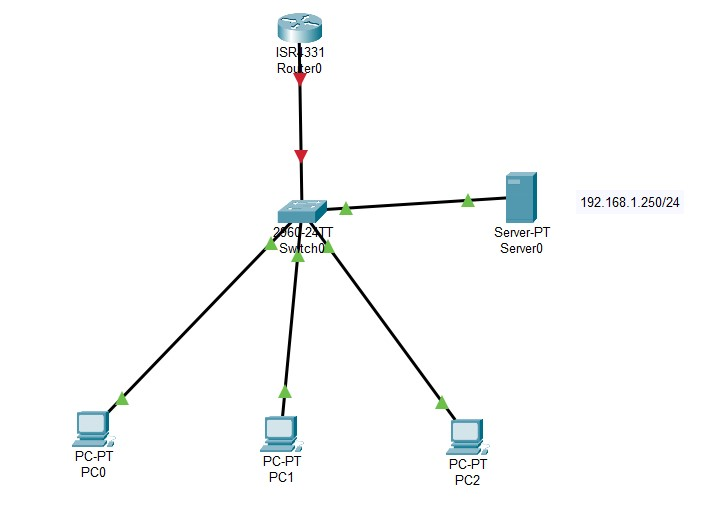 ISR4331
Router0
192.168.1.250/24
2960-24TT
Switch0
Server-PT
Server0
PC-PT
PC0
PC-PT
PC1
PC-PT
PC2